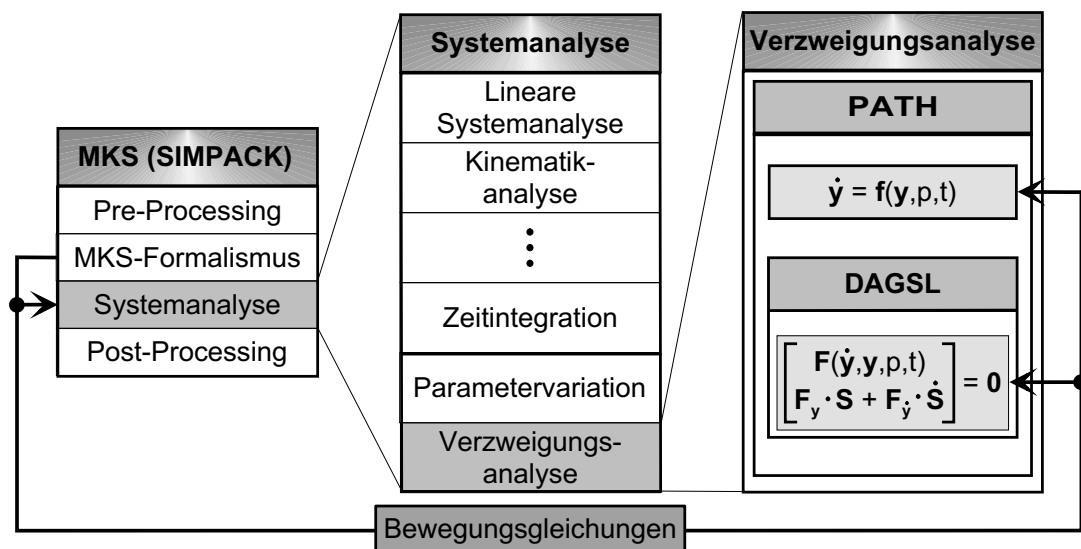 MKS (SIMPACK)
Pre-Processing
MKS-Formalismus
Systemanalyse
Post-Processing
Systemanalyse
Lineare
Systemanalyse
Kinematik-
analyse
⋮
Zeitintegration
Parametervariation
Verzweigungs-
analyse
Verzweigungsanalyse
PATH
ẏ = f(y,p,t)
DAGSL
F(ẏ,y,p,t)
F_y · S + F_ẏ · Ṡ
= 0
Bewegungsgleichungen